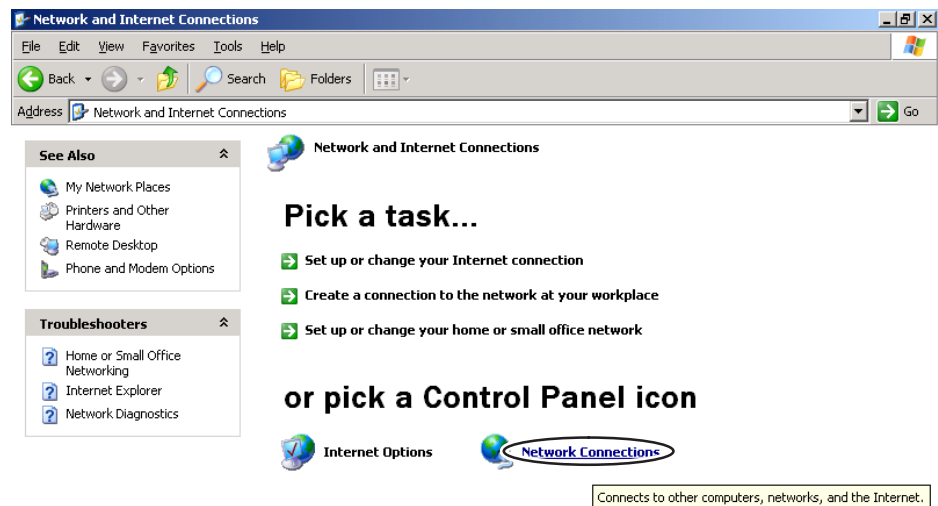 Network and Internet Connections
File Edit View Favorites Tools Help
Back Search Folders
Address Network and Internet Connections Go
See Also
My Network Places
Printers and Other
Hardware
Remote Desktop
Phone and Modem Options
Troubleshooters
Home or Small Office
Networking
Internet Explorer
Network Diagnostics
Network and Internet Connections
Pick a task...
Set up or change your Internet connection
Create a connection to the network at your workplace
Set up or change your home or small office network
or pick a Control Panel icon
Internet Options Network Connections
Connects to other computers, networks, and the Internet.